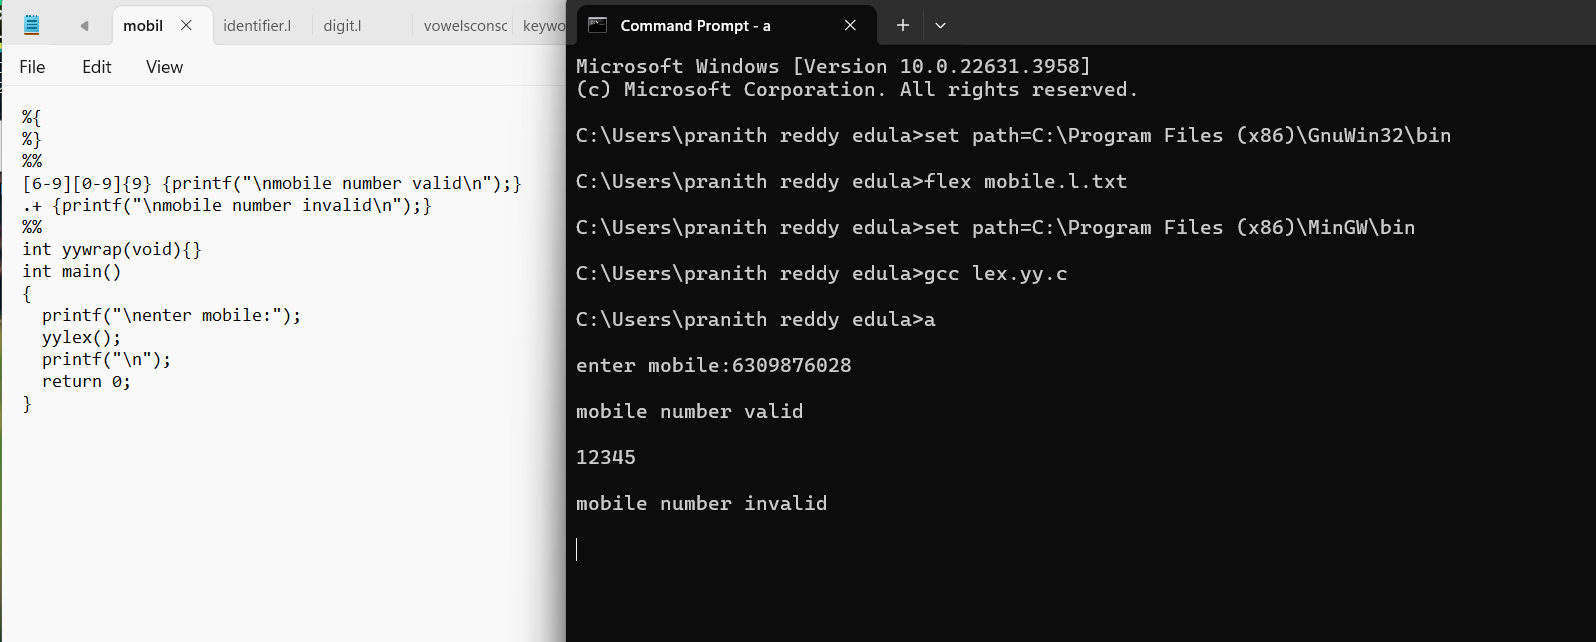 mobil
identifier.l
digit.l
vowelsconsc
keywo
File Edit View
%{
%}
%%
[6-9][0-9]{9} {printf("\nmobile number valid\n");}
.+ {printf("\nmobile number invalid\n");}
%%
int yywrap(void){}
int main()
{
  printf("\nenter mobile:");
  yylex();
  printf("\n");
  return 0;
}
Command Prompt - a
Microsoft Windows [Version 10.0.22631.3958]
(c) Microsoft Corporation. All rights reserved.
C:\Users\pranith reddy edula>set path=C:\Program Files (x86)\GnuWin32\bin
C:\Users\pranith reddy edula>flex mobile.l.txt
C:\Users\pranith reddy edula>set path=C:\Program Files (x86)\MinGW\bin
C:\Users\pranith reddy edula>gcc lex.yy.c
C:\Users\pranith reddy edula>a
enter mobile:6309876028
mobile number valid
12345
mobile number invalid